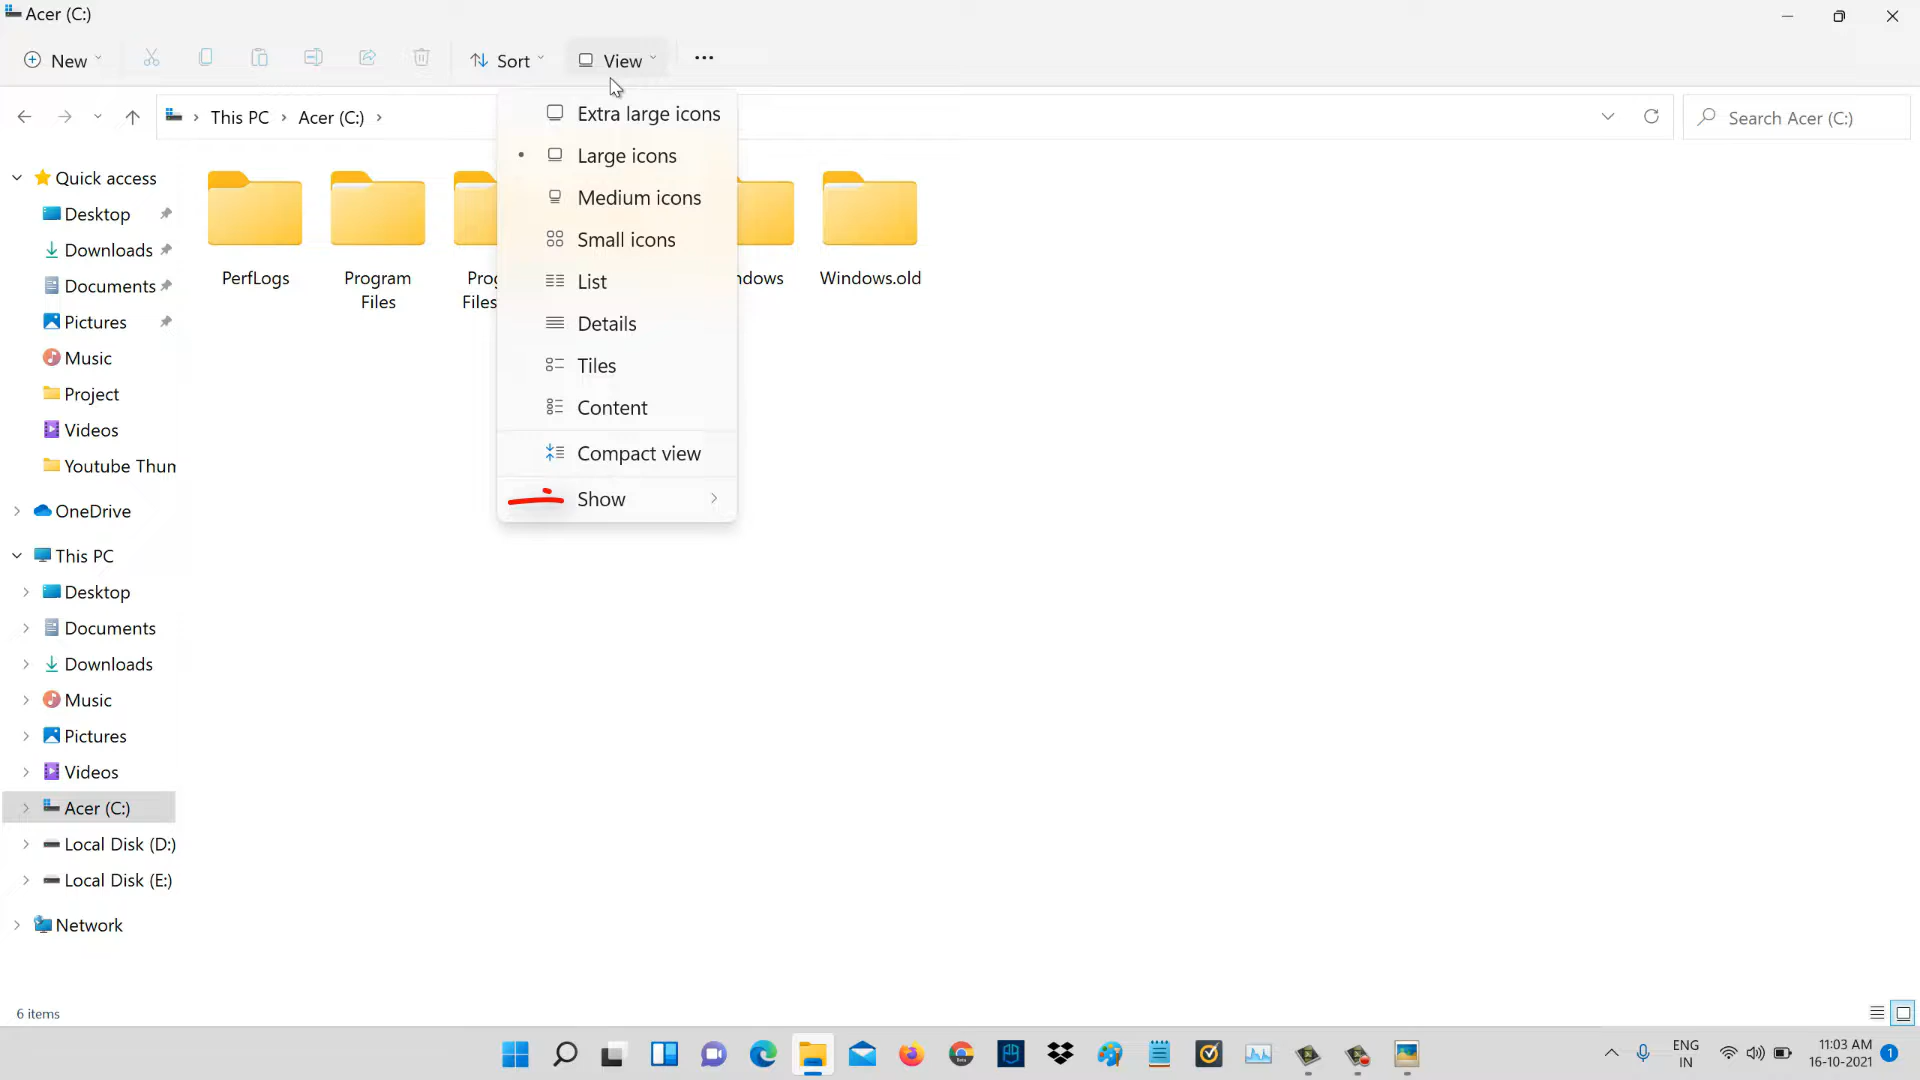 Acer (C:)
New
Sort
View
This PC
Acer (C:)
Search Acer (C:)
Extra large icons
Large icons
Medium icons
Small icons
List
Details
Tiles
Content
Compact view
Show
Quick access
Desktop
Downloads
Documents
Pictures
Music
Project
Videos
Youtube Thum
OneDrive
This PC
Desktop
Documents
Downloads
Music
Pictures
Videos
Acer (C:)
Local Disk (D:)
Local Disk (E:)
Network
PerfLogs
Program
Files
Files
Windows.old
6 items
ENG
IN
11:03 AM
16-10-2021
1